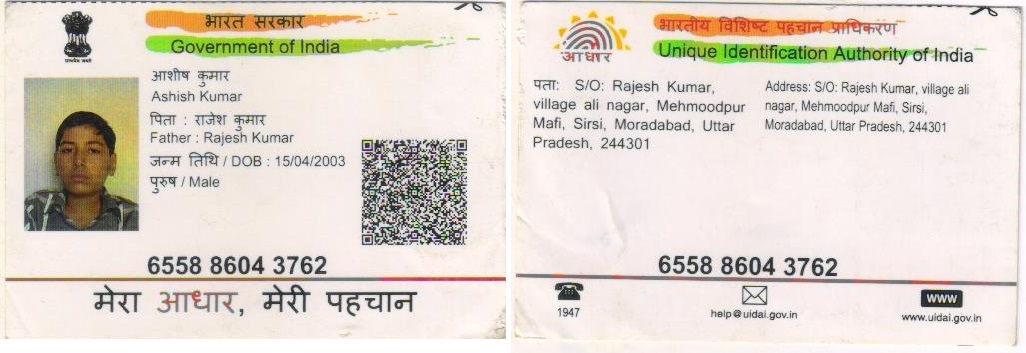 भारत सरकार
Government of India
आशीष कुमार
Ashish Kumar
पिता : राजेश कुमार
Father : Rajesh Kumar
जन्म तिथि / DOB : 15/04/2003
पुरुष / Male
6558 8604 3762
मेरा आधार, मेरी पहचान
भारतीय विशिष्ट पहचान प्राधिकरण
आधार
Unique Identification Authority of India
पता: S/O: Rajesh Kumar,
village ali nagar, Mehmoodpur
Mafi, Sirsi, Moradabad, Uttar
Pradesh, 244301
Address: S/O: Rajesh Kumar, village ali
nagar, Mehmoodpur Mafi, Sirsi,
Moradabad, Uttar Pradesh, 244301
6558 8604 3762
1947
help@uidai.gov.in
www
www.uidai.gov.in